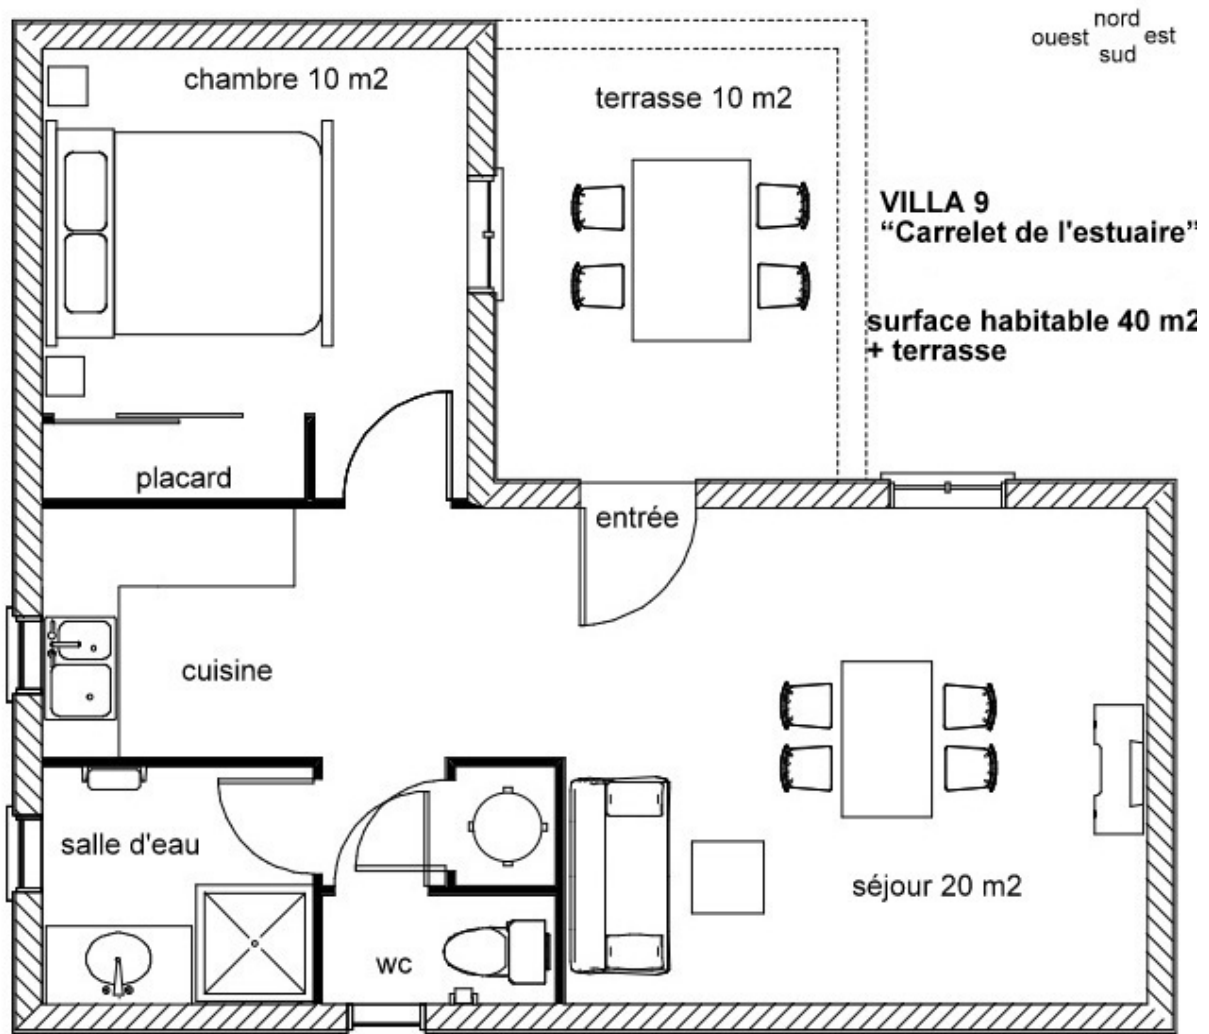 nord
ouest est
sud
chambre 10 m2
terrasse 10 m2
VILLA 9
“Carrelet de l'estuaire”
surface habitable 40 m2
+ terrasse
placard
entrée
cuisine
salle d'eau
séjour 20 m2
wc